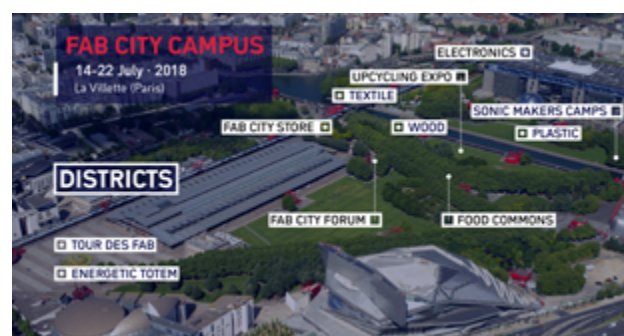 FAB CITY CAMPUS
14-22 July · 2018
La Villette (Paris)
ELECTRONICS
UPCYCLING EXPO
TEXTILE
SONIC MAKERS CAMPS
FAB CITY STORE
WOOD
PLASTIC
DISTRICTS
FAB CITY FORUM
FOOD COMMONS
TOUR DES FAB
ENERGETIC TOTEM